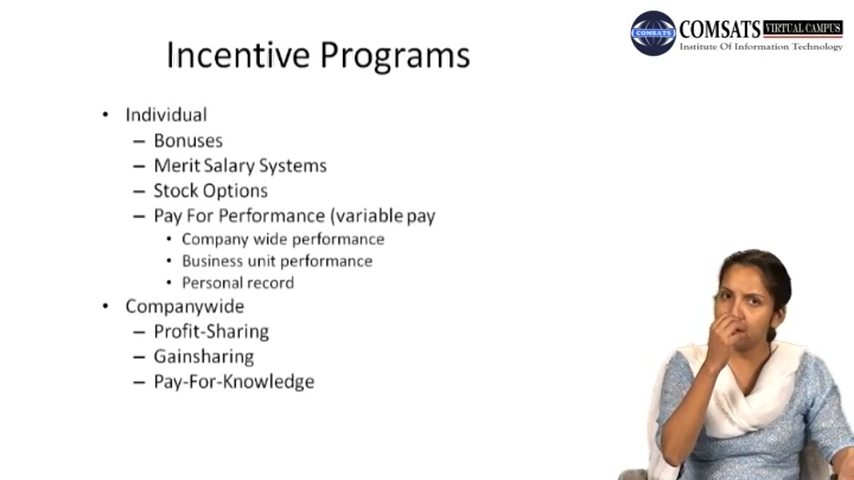 COMSATS VIRTUAL CAMPUS
COMSATS
Institute Of Information Technology
Incentive Programs
• Individual
– Bonuses
– Merit Salary Systems
– Stock Options
– Pay For Performance (variable pay
• Company wide performance
• Business unit performance
• Personal record
• Companywide
– Profit-Sharing
– Gainsharing
– Pay-For-Knowledge